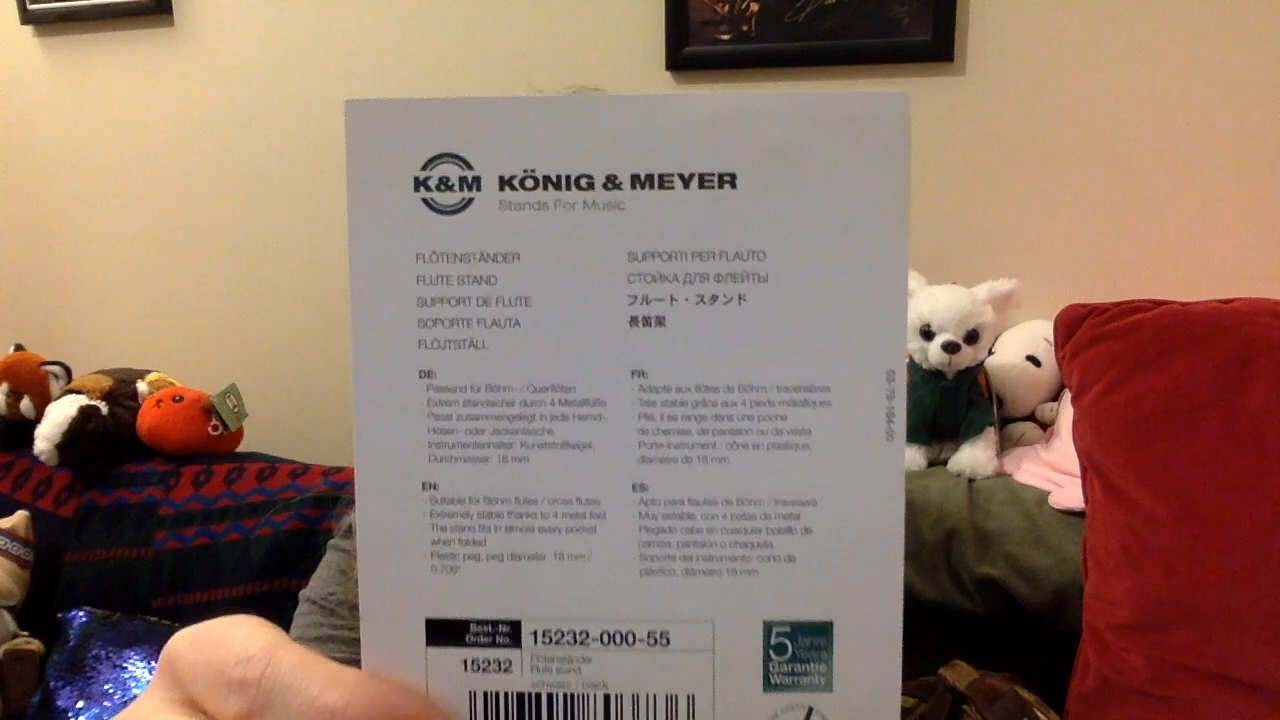 K&M KÖNIG & MEYER
Stands For Music
FLÖTENSTÄNDER
FLUTE STAND
SUPPORT DE FLUTE
SOPORTE FLAUTA
FLÖJTSTÄLL
SUPPORTI PER FLAUTO
СТОЙКА ДЛЯ ФЛЕЙТЫ
フルート・スタンド
長笛架
DE:
- Passend für Böhm- / Querflöten
- Extrem standsicher durch 4 Metallfüße
- Passt zusammengelegt in jede Hemd-,
Hosen- oder Jackentasche
- Instrumentenhalter: Kunststoffkegel,
Durchmesser: 18 mm
EN:
- Suitable for Böhm flutes / cross flutes
- Extremely stable thanks to 4 metal feet
- The stand fits in almost every pocket
when folded
- Plastic peg, peg diameter: 18 mm /
0.709"
FR:
- Adapté aux flûtes de Böhm / traversières
- Très stable grâce aux 4 pieds métalliques
- Plié, il se range dans une poche
de chemise, de pantalon ou de veste
- Porte-instrument : cône en plastique,
diamètre de 18 mm
ES:
- Apto para flautas de Böhm / travesera
- Muy estable, con 4 patas de metal
- Plegado cabe en cualquier bolsillo de
camisa, pantalón o chaqueta
- Soporte del instrumento: cono de
plástico, diámetro 18 mm
03-79-164-00
Best.-Nr.
Order No.
15232-000-55
15232
Flötenständer
Flute stand
schwarz / black
5 Jahre
Years
Garantie
Warranty